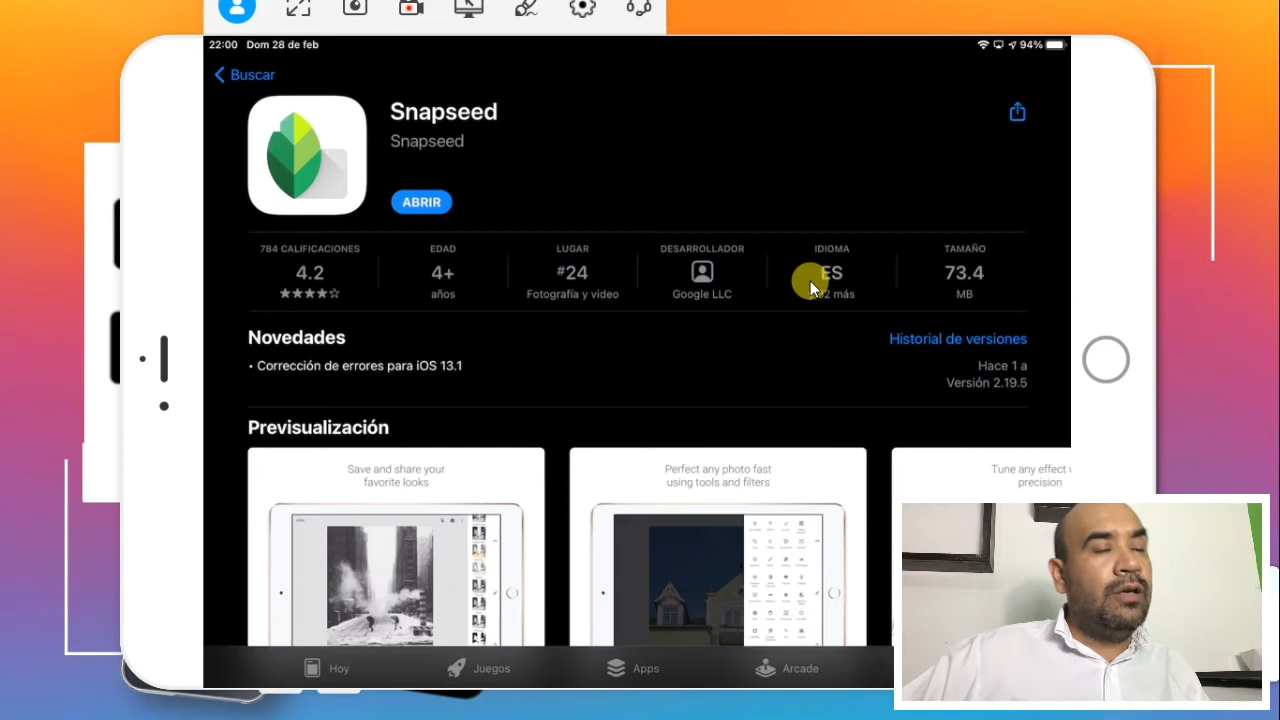 22:00 Dom 28 de feb
94%
Buscar
Snapseed
Snapseed
ABRIR
784 CALIFICACIONES
4.2
EDAD
4+
años
LUGAR
#24
Fotografía y video
DESARROLLADOR
Google LLC
IDIOMA
ES
más
TAMAÑO
73.4
MB
Novedades
Historial de versiones
• Corrección de errores para iOS 13.1
Hace 1 a
Versión 2.19.5
Previsualización
Save and share your
favorite looks
Perfect any photo fast
using tools and filters
Tune any effect
precision
Hoy
Juegos
Apps
Arcade